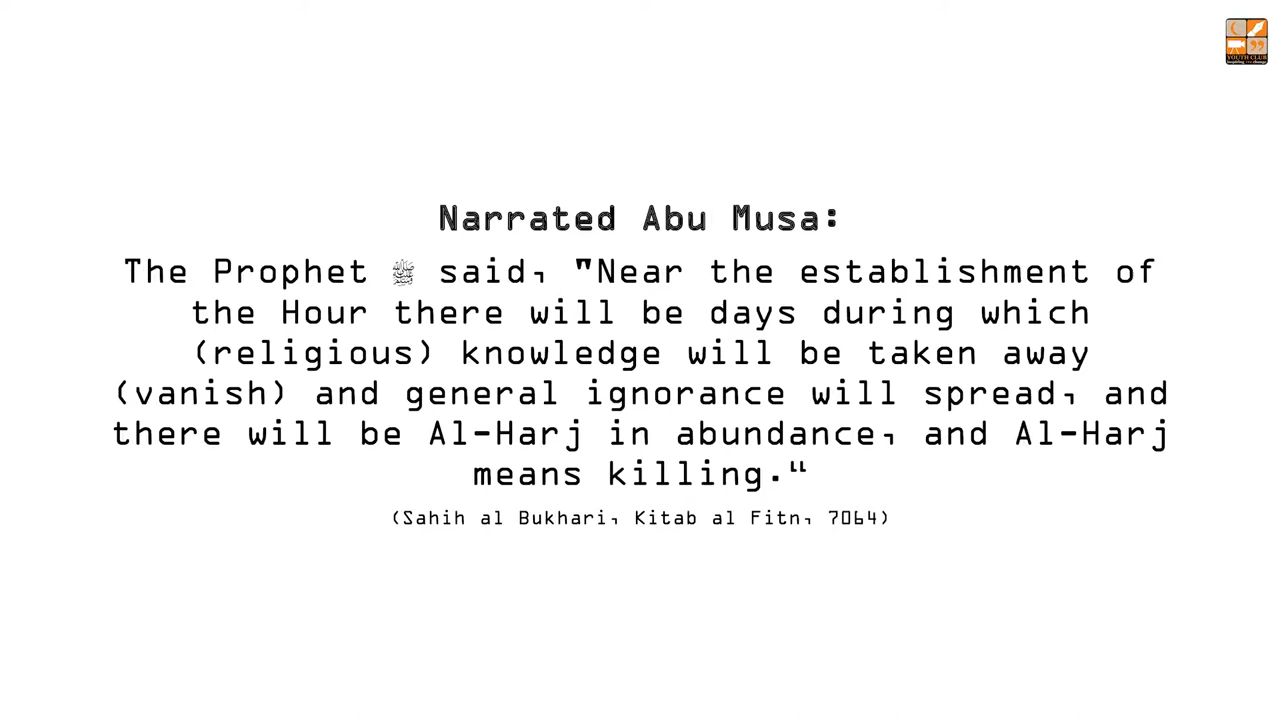 YOUTH CLUB
Narrated Abu Musa:
The Prophet ﷺ said, "Near the establishment of
the Hour there will be days during which
(religious) knowledge will be taken away
(vanish) and general ignorance will spread, and
there will be Al-Harj in abundance, and Al-Harj
means killing."
(Sahih al Bukhari, Kitab al Fitn, 7064)